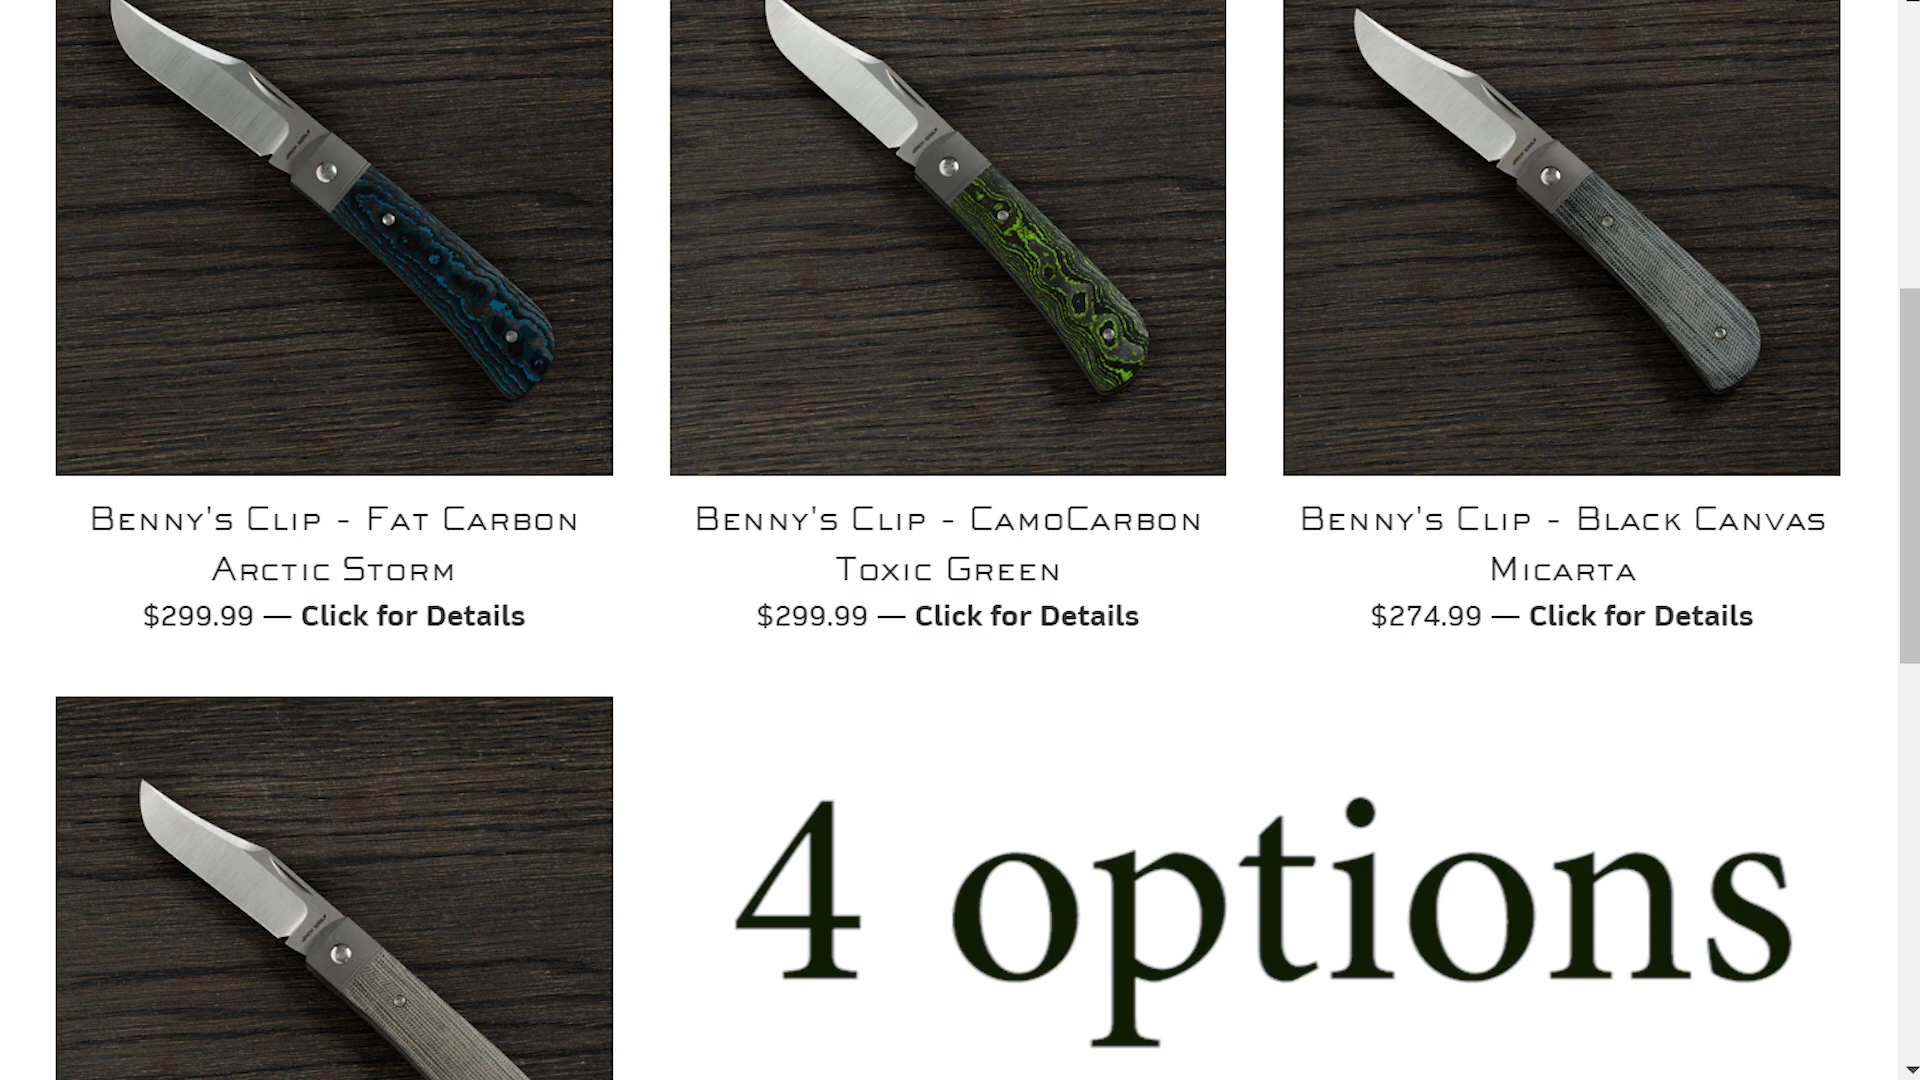 Benny's Clip - Fat Carbon
Arctic Storm
$299.99 — Click for Details
Benny's Clip - CamoCarbon
Toxic Green
$299.99 — Click for Details
Benny's Clip - Black Canvas
Micarta
$274.99 — Click for Details
4 options